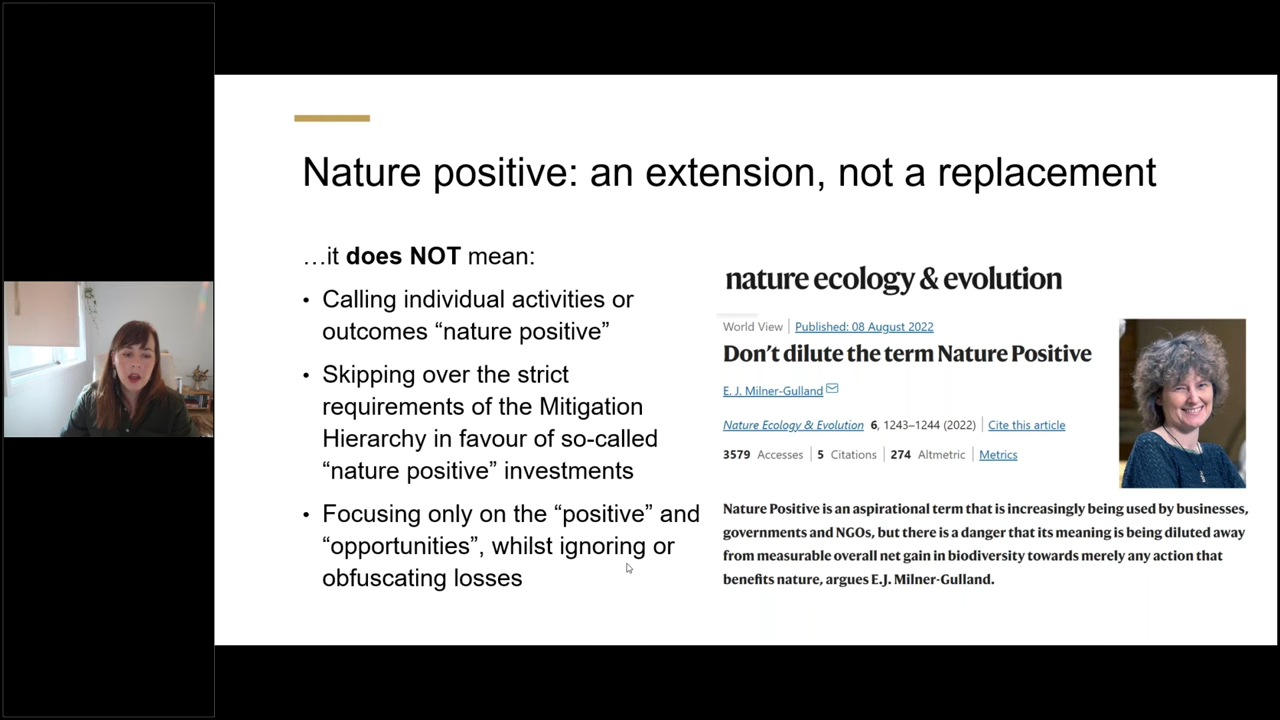 Nature positive: an extension, not a replacement
…it does NOT mean:
• Calling individual activities or
outcomes “nature positive”
• Skipping over the strict
requirements of the Mitigation
Hierarchy in favour of so-called
“nature positive” investments
• Focusing only on the “positive” and
“opportunities”, whilst ignoring or
obfuscating losses
nature ecology & evolution
World View | Published: 08 August 2022
Don’t dilute the term Nature Positive
E. J. Milner-Gulland
Nature Ecology & Evolution 6, 1243–1244 (2022) | Cite this article
3579 Accesses | 5 Citations | 274 Altmetric | Metrics
Nature Positive is an aspirational term that is increasingly being used by businesses,
governments and NGOs, but there is a danger that its meaning is being diluted away
from measurable overall net gain in biodiversity towards merely any action that
benefits nature, argues E.J. Milner-Gulland.